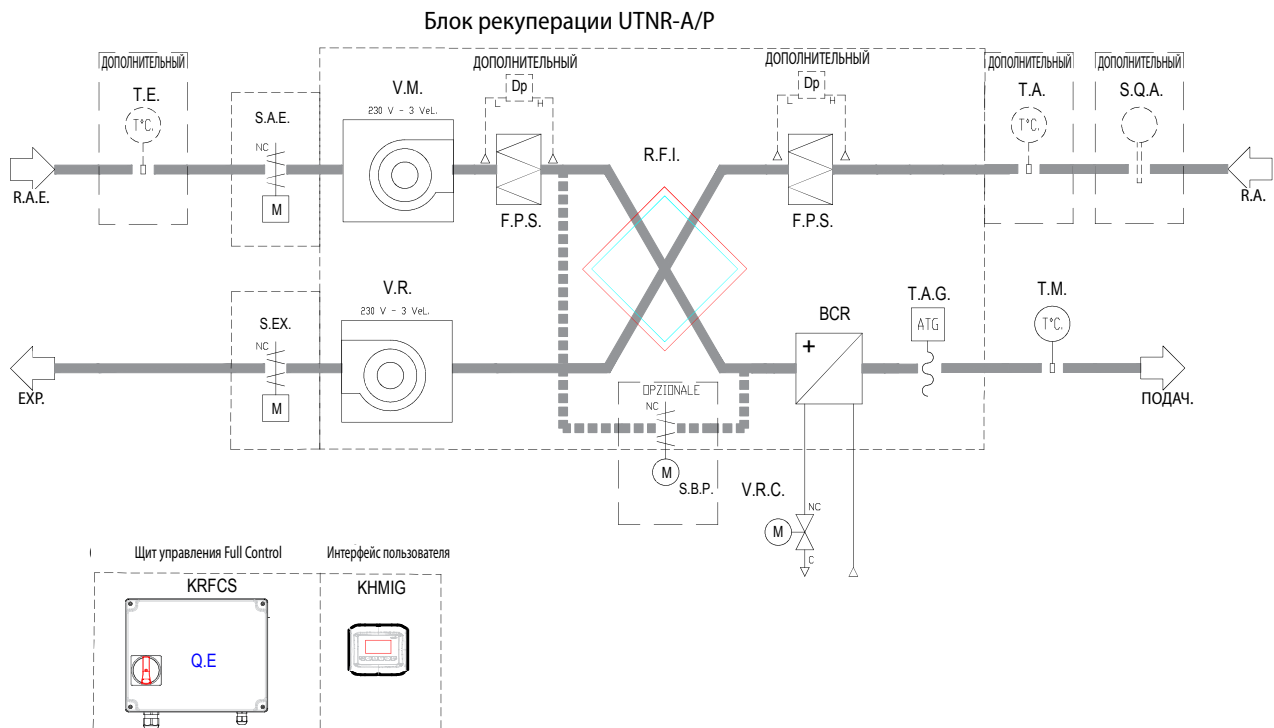 Блок рекуперации UTNR-A/P
ДОПОЛНИТЕЛЬНЫЙ
T.E.
T°C.
R.A.E.
S.A.E.
NC
M
V.M.
230 V - 3 VeL.
ДОПОЛНИТЕЛЬНЫЙ
Dp
L
H
F.P.S.
R.F.I.
ДОПОЛНИТЕЛЬНЫЙ
Dp
L
H
F.P.S.
ДОПОЛНИТЕЛЬНЫЙ
T.A.
T°C.
ДОПОЛНИТЕЛЬНЫЙ
S.Q.A.
R.A.
EXP.
S.EX.
NC
M
V.R.
230 V - 3 VeL.
OPZIONALE
NC
M
S.B.P.
BCR
+
T.A.G.
ATG
T.M.
T°C.
ПОДАЧ.
V.R.C.
NC
M
C
Щит управления Full Control
Интерфейс пользователя
KRFCS
KHMIG
Q.E